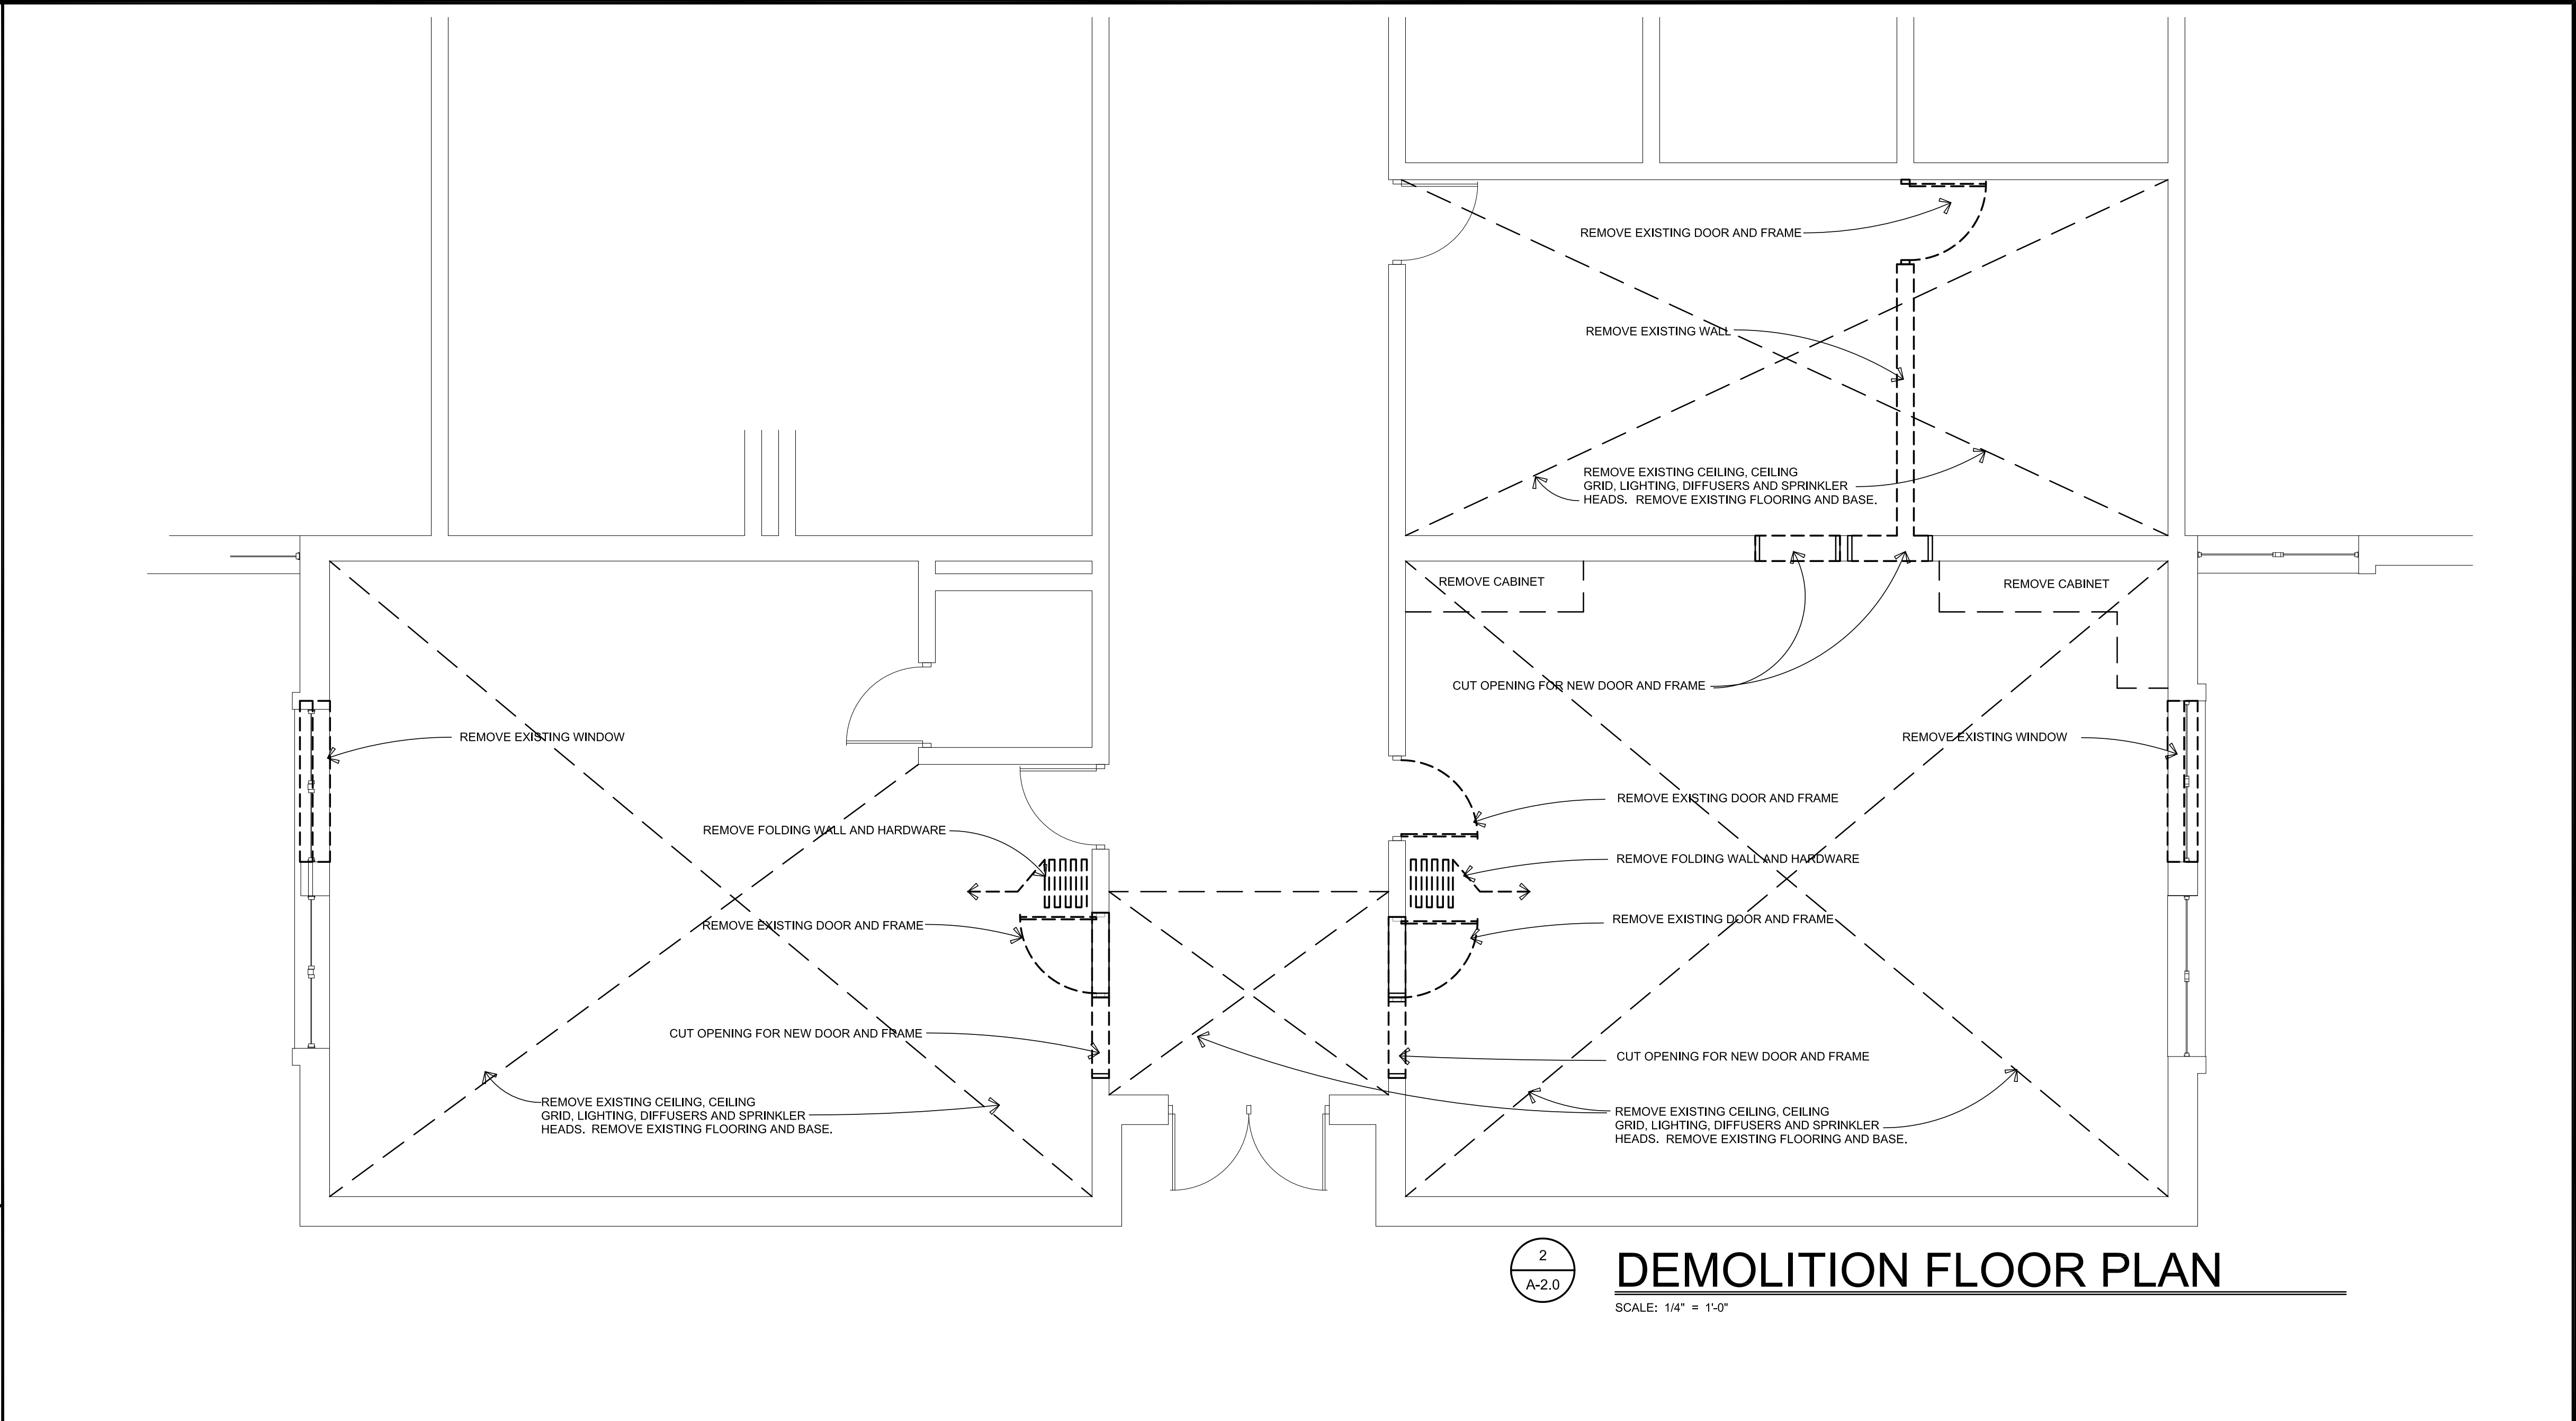 REMOVE EXISTING DOOR AND FRAME
REMOVE EXISTING WALL
REMOVE EXISTING CEILING, CEILING
GRID, LIGHTING, DIFFUSERS AND SPRINKLER
HEADS. REMOVE EXISTING FLOORING AND BASE.
REMOVE CABINET
REMOVE CABINET
CUT OPENING FOR NEW DOOR AND FRAME
REMOVE EXISTING WINDOW
REMOVE EXISTING WINDOW
REMOVE EXISTING DOOR AND FRAME
REMOVE FOLDING WALL AND HARDWARE
REMOVE FOLDING WALL AND HARDWARE
REMOVE EXISTING DOOR AND FRAME
REMOVE EXISTING DOOR AND FRAME
CUT OPENING FOR NEW DOOR AND FRAME
CUT OPENING FOR NEW DOOR AND FRAME
REMOVE EXISTING CEILING, CEILING
GRID, LIGHTING, DIFFUSERS AND SPRINKLER
HEADS. REMOVE EXISTING FLOORING AND BASE.
REMOVE EXISTING CEILING, CEILING
GRID, LIGHTING, DIFFUSERS AND SPRINKLER
HEADS. REMOVE EXISTING FLOORING AND BASE.
2
A-2.0
DEMOLITION FLOOR PLAN
SCALE: 1/4" = 1'-0"